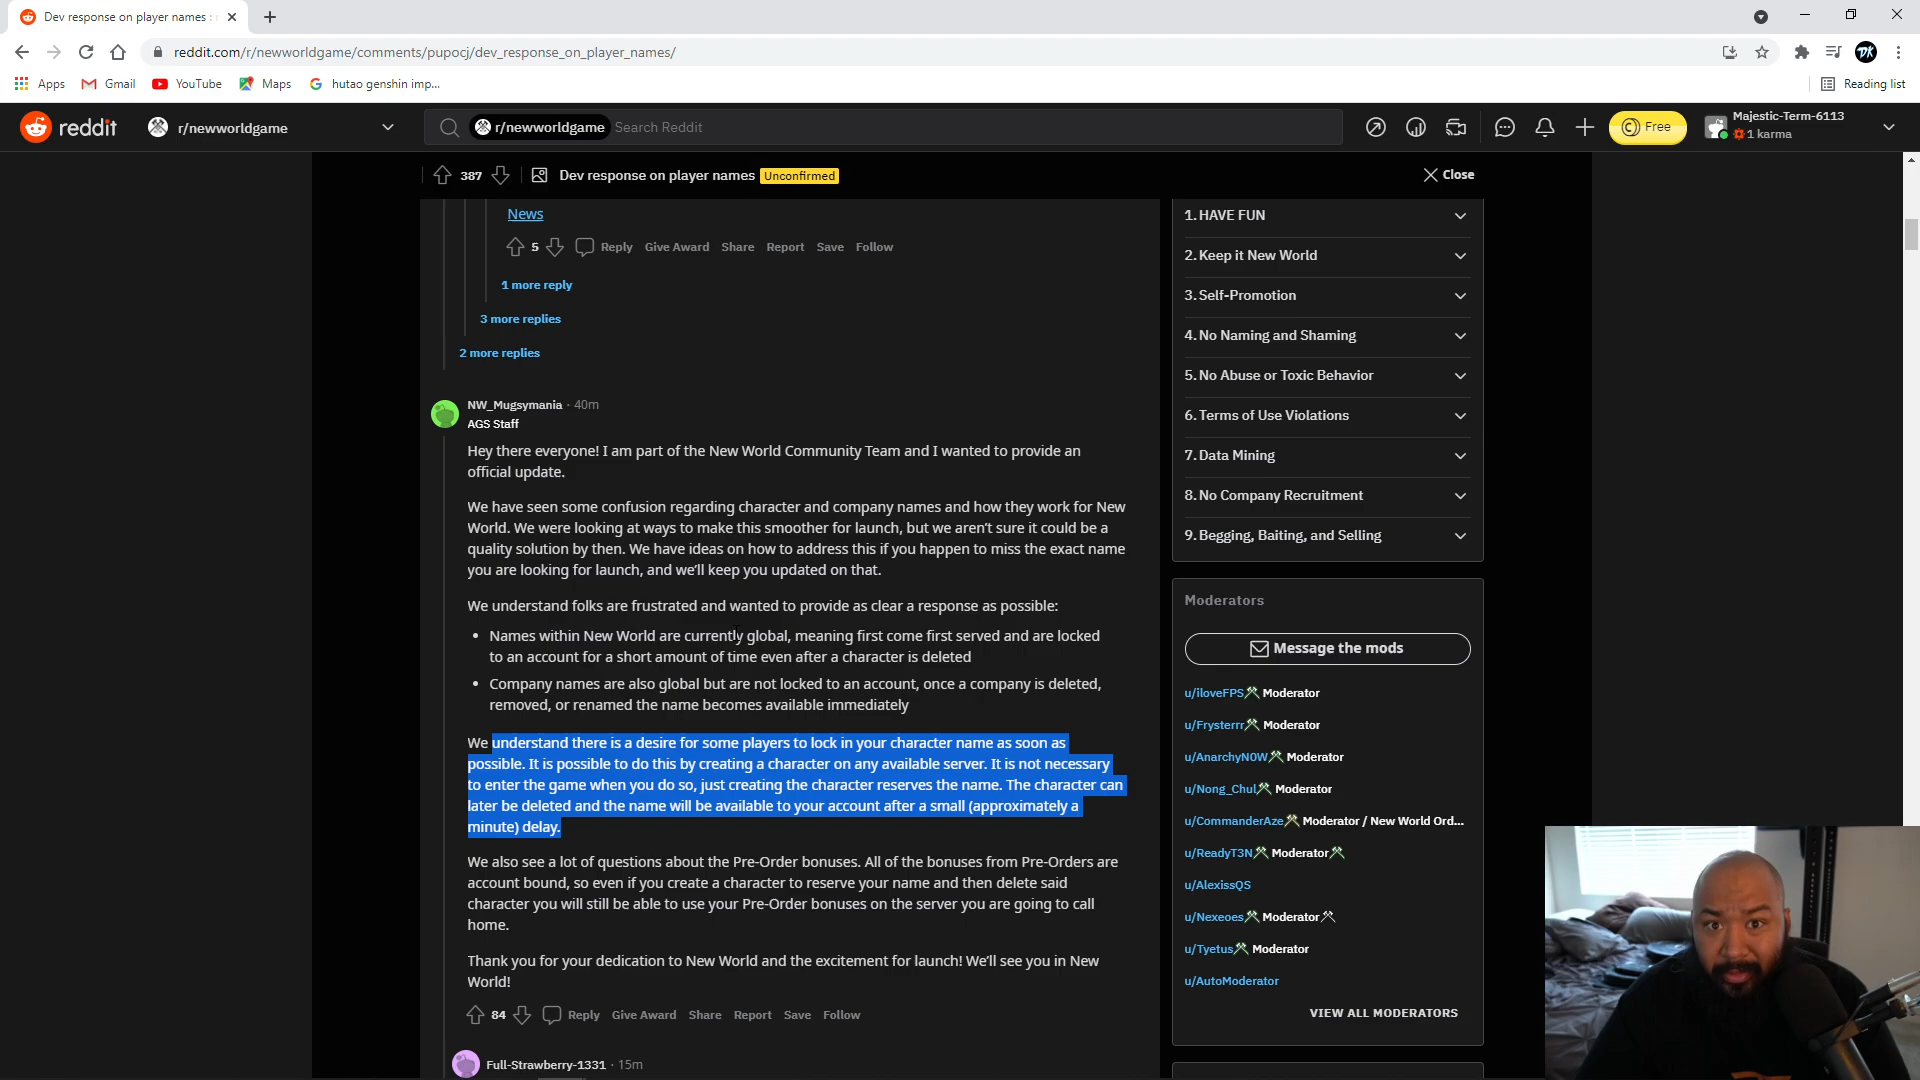 Dev response on player names :
reddit.com/r/newworldgame/comments/pupocj/dev_response_on_player_names/
Apps
Gmail
YouTube
Maps
hutao genshin imp...
Reading list
reddit
r/newworldgame
r/newworldgame
Search Reddit
Free
Majestic-Term-6113
1 karma
387
Dev response on player names
Unconfirmed
Close
News
5
Reply
Give Award
Share
Report
Save
Follow
1 more reply
3 more replies
2 more replies
NW_Mugsymania · 40m
AGS Staff
Hey there everyone! I am part of the New World Community Team and I wanted to provide an
official update.
We have seen some confusion regarding character and company names and how they work for New
World. We were looking at ways to make this smoother for launch, but we aren't sure it could be a
quality solution by then. We have ideas on how to address this if you happen to miss the exact name
you are looking for launch, and we'll keep you updated on that.
We understand folks are frustrated and wanted to provide as clear a response as possible:
• Names within New World are currently global, meaning first come first served and are locked
to an account for a short amount of time even after a character is deleted
• Company names are also global but are not locked to an account, once a company is deleted,
removed, or renamed the name becomes available immediately
We understand there is a desire for some players to lock in your character name as soon as
possible. It is possible to do this by creating a character on any available server. It is not necessary
to enter the game when you do so, just creating the character reserves the name. The character can
later be deleted and the name will be available to your account after a small (approximately a
minute) delay.
We also see a lot of questions about the Pre-Order bonuses. All of the bonuses from Pre-Orders are
account bound, so even if you create a character to reserve your name and then delete said
character you will still be able to use your Pre-Order bonuses on the server you are going to call
home.
Thank you for your dedication to New World and the excitement for launch! We'll see you in New
World!
84
Reply
Give Award
Share
Report
Save
Follow
Full-Strawberry-1331 · 15m
1. HAVE FUN
2. Keep it New World
3. Self-Promotion
4. No Naming and Shaming
5. No Abuse or Toxic Behavior
6. Terms of Use Violations
7. Data Mining
8. No Company Recruitment
9. Begging, Baiting, and Selling
Moderators
Message the mods
u/iloveFPS Moderator
u/Frysterrr Moderator
u/AnarchyN0W Moderator
u/Nong_Chul Moderator
u/CommanderAze Moderator / New World Ord...
u/ReadyT3N Moderator
u/AlexissQS
u/Nexeoes Moderator
u/Tyetus Moderator
u/AutoModerator
VIEW ALL MODERATORS